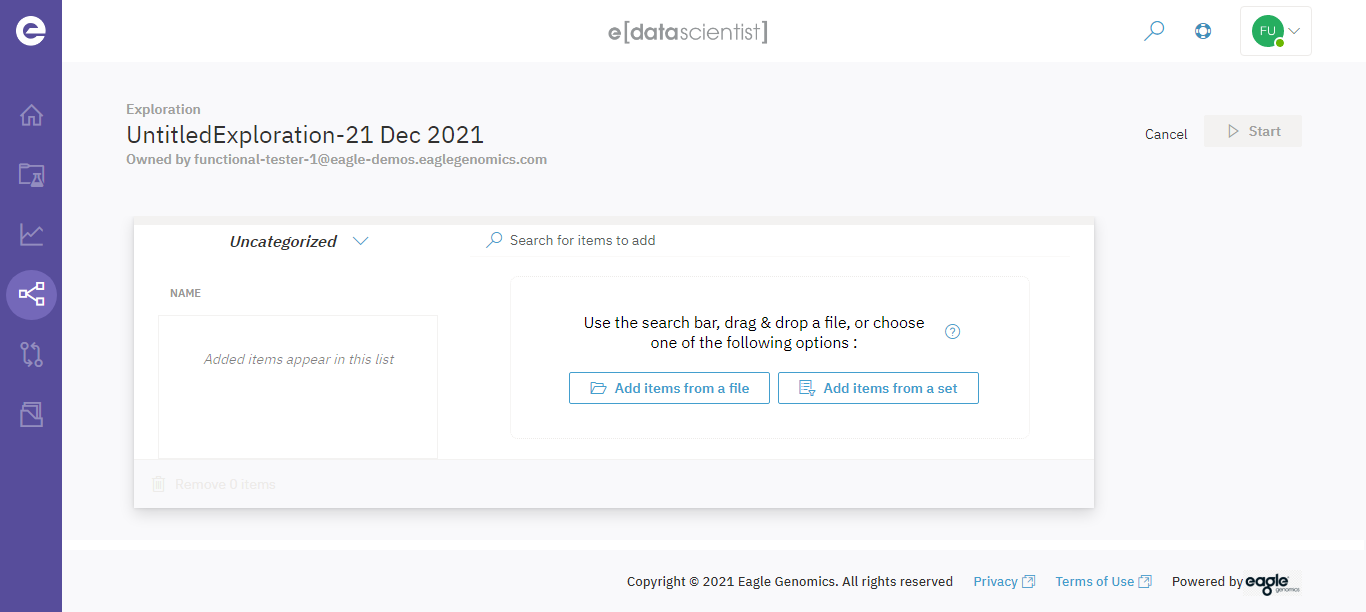 e[datascientist]
FU
Exploration
UntitledExploration-21 Dec 2021
Owned by functional-tester-1@eagle-demos.eaglegenomics.com
Cancel
Start
Uncategorized
Search for items to add
NAME
Added items appear in this list
Use the search bar, drag & drop a file, or choose
one of the following options :
?
Add items from a file
Add items from a set
Remove 0 items
Copyright © 2021 Eagle Genomics. All rights reserved
Privacy
Terms of Use
Powered by eagle genomics